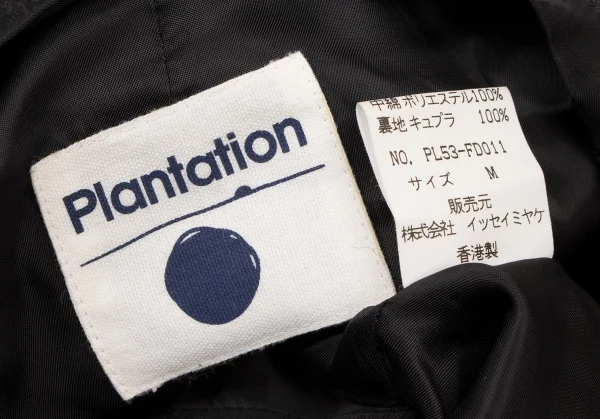 Plantation
中綿 ポリエステル100%
裏地 キュプラ 100%
NO. PL53-FD011
サイズ M
販売元
株式会社 イッセイミヤケ
香港製